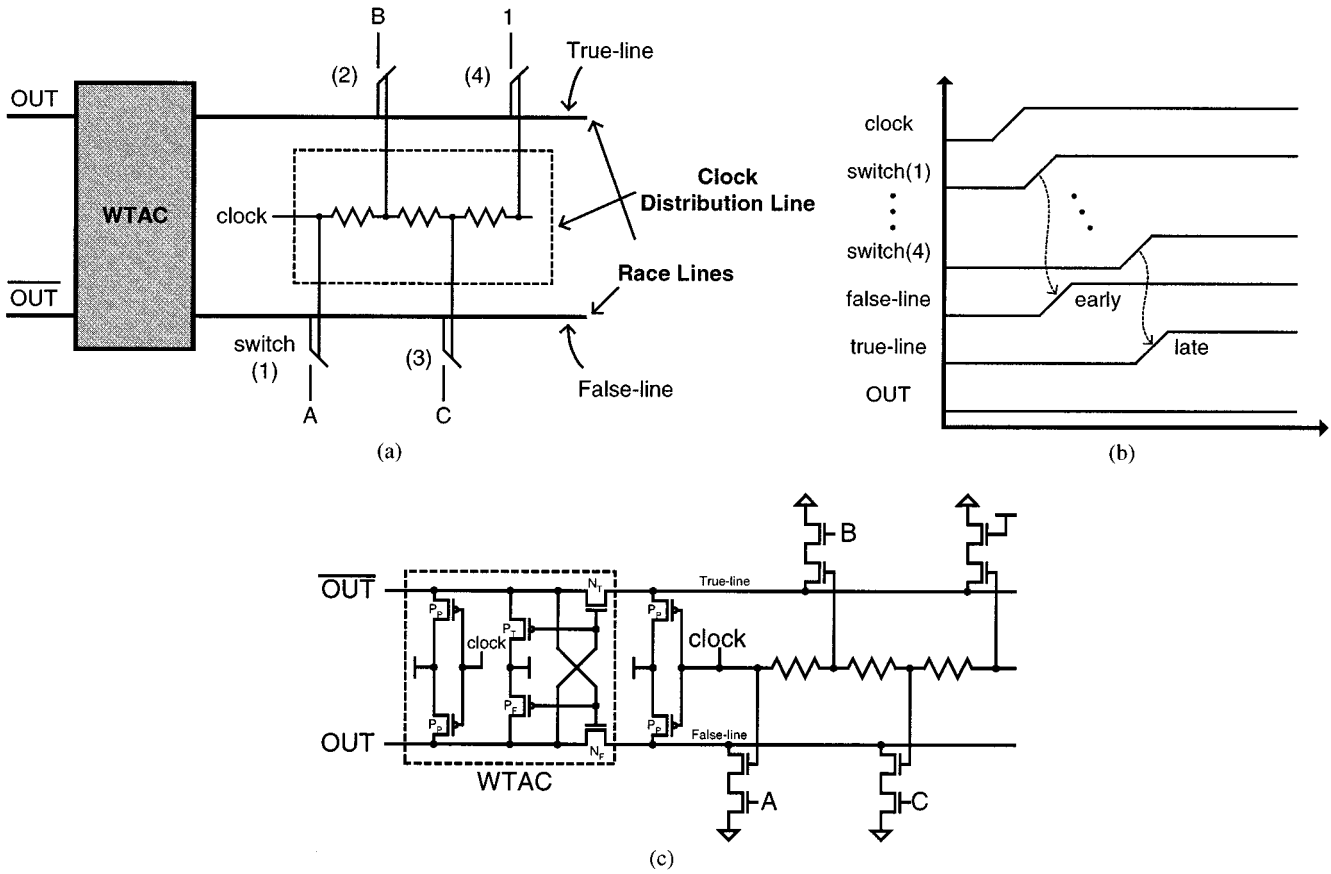 B
1
True-line
(2)
(4)
OUT
WTAC
clock
Clock
Distribution Line
OUT
Race Lines
switch
(1)
(3)
False-line
A
C
(a)
clock
switch(1)
switch(4)
false-line
early
true-line
late
OUT
(b)
B
OUT
N_T
True-line
P_P
P_T
P_P
clock
clock
P_P
P_F
P_P
OUT
N_F
False-line
WTAC
A
C
(c)